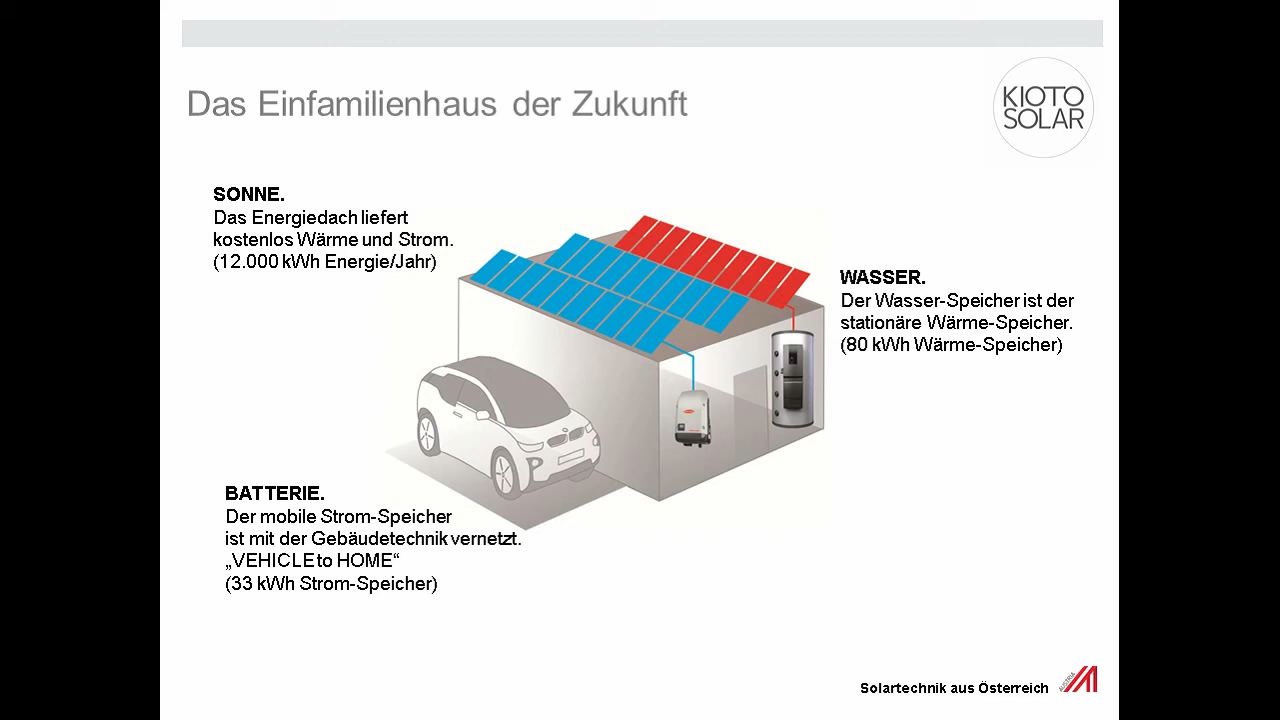 Das Einfamilienhaus der Zukunft
KIOTO
SOLAR
SONNE.
Das Energiedach liefert
kostenlos Wärme und Strom.
(12.000 kWh Energie/Jahr)
WASSER.
Der Wasser-Speicher ist der
stationäre Wärme-Speicher.
(80 kWh Wärme-Speicher)
BATTERIE.
Der mobile Strom-Speicher
ist mit der Gebäudetechnik vernetzt.
„VEHICLE to HOME“
(33 kWh Strom-Speicher)
Solartechnik aus Österreich
AUSTRIA